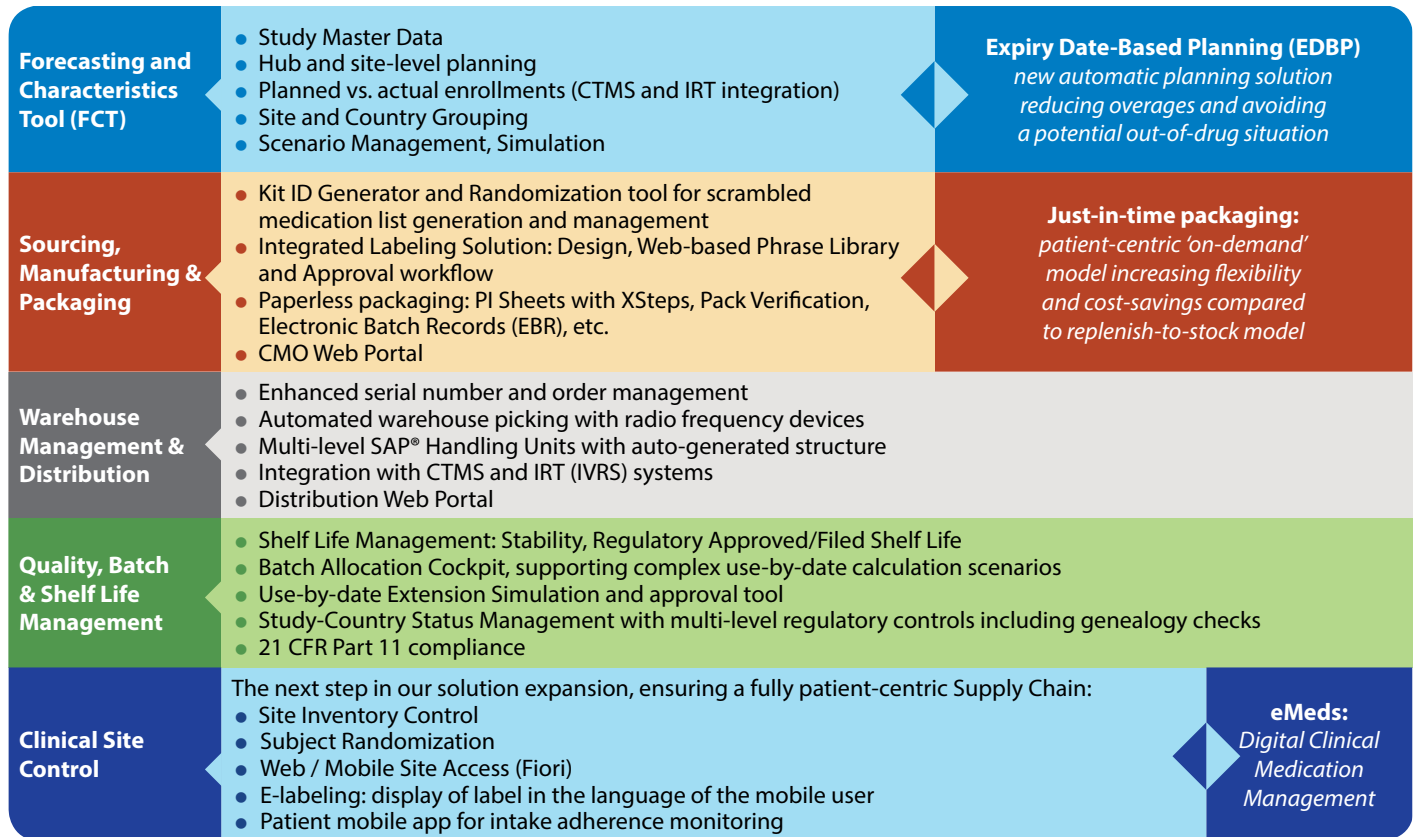 Forecasting and
Characteristics
Tool (FCT)
● Study Master Data
● Hub and site-level planning
● Planned vs. actual enrollments (CTMS and IRT integration)
● Site and Country Grouping
● Scenario Management, Simulation
Expiry Date-Based Planning (EDBP)
new automatic planning solution
reducing overages and avoiding
a potential out-of-drug situation
Sourcing,
Manufacturing &
Packaging
● Kit ID Generator and Randomization tool for scrambled
medication list generation and management
● Integrated Labeling Solution: Design, Web-based Phrase Library
and Approval workflow
● Paperless packaging: PI Sheets with XSteps, Pack Verification,
Electronic Batch Records (EBR), etc.
● CMO Web Portal
Just-in-time packaging:
patient-centric ‘on-demand’
model increasing flexibility
and cost-savings compared
to replenish-to-stock model
Warehouse
Management &
Distribution
● Enhanced serial number and order management
● Automated warehouse picking with radio frequency devices
● Multi-level SAP® Handling Units with auto-generated structure
● Integration with CTMS and IRT (IVRS) systems
● Distribution Web Portal
Quality, Batch
& Shelf Life
Management
● Shelf Life Management: Stability, Regulatory Approved/Filed Shelf Life
● Batch Allocation Cockpit, supporting complex use-by-date calculation scenarios
● Use-by-date Extension Simulation and approval tool
● Study-Country Status Management with multi-level regulatory controls including genealogy checks
● 21 CFR Part 11 compliance
Clinical Site
Control
The next step in our solution expansion, ensuring a fully patient-centric Supply Chain:
● Site Inventory Control
● Subject Randomization
● Web / Mobile Site Access (Fiori)
● E-labeling: display of label in the language of the mobile user
● Patient mobile app for intake adherence monitoring
eMeds:
Digital Clinical
Medication
Management